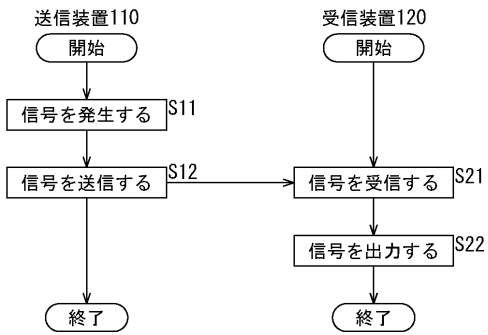 送信装置110
受信装置120
開始
開始
信号を発生する
S11
信号を送信する
S12
信号を受信する
S21
信号を出力する
S22
終了
終了